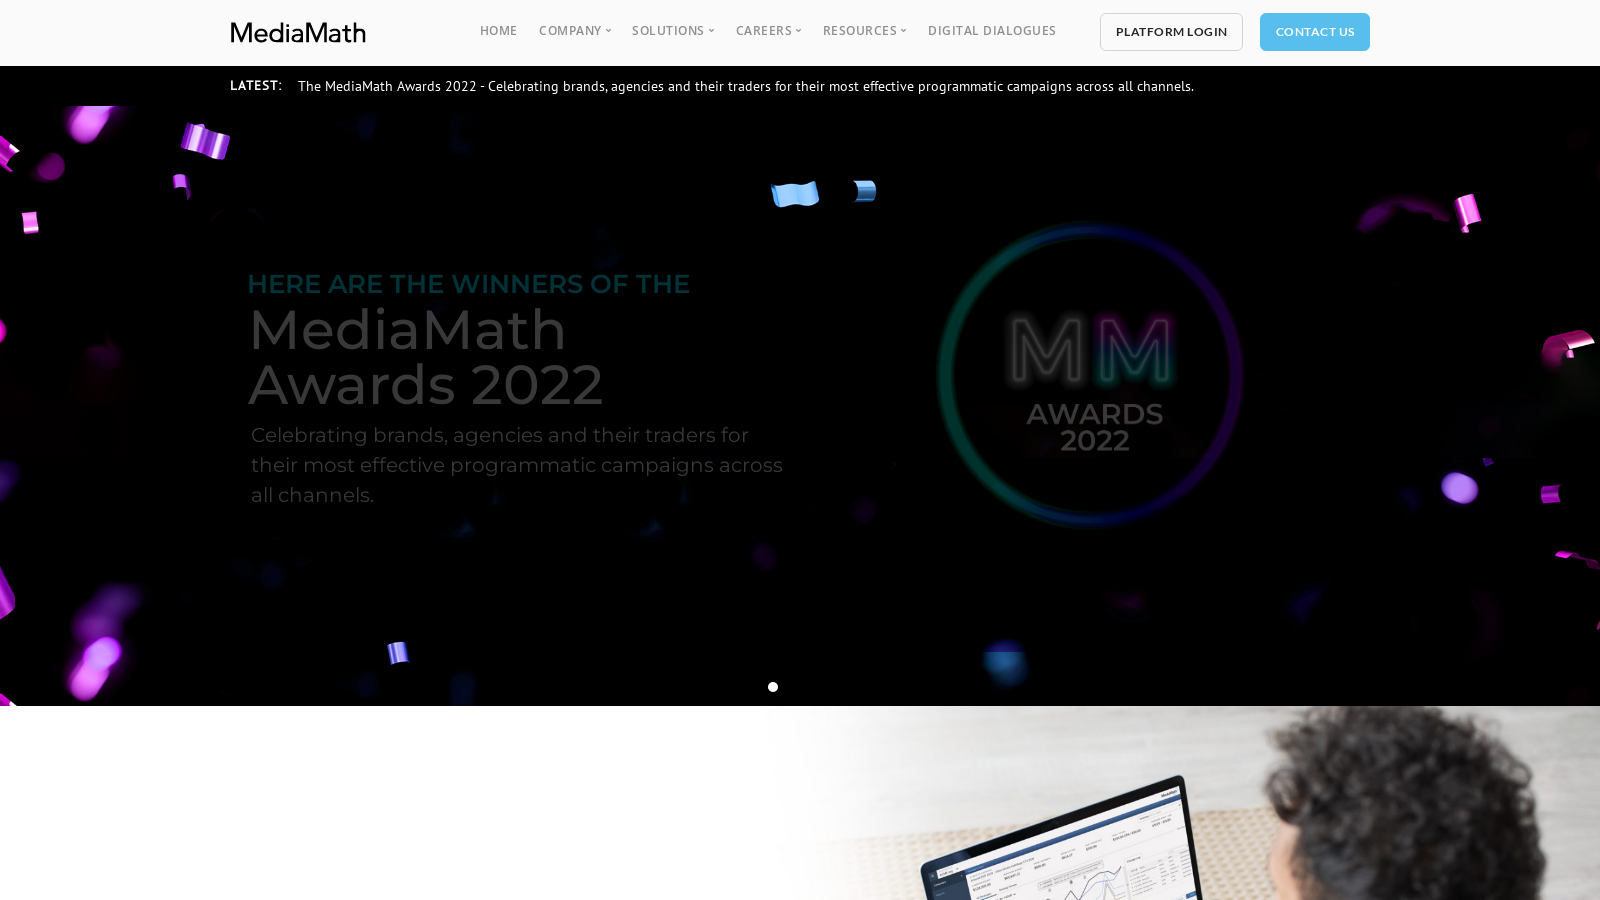 MediaMath
HOME COMPANY SOLUTIONS CAREERS RESOURCES DIGITAL DIALOGUES PLATFORM LOGIN CONTACT US
LATEST: The MediaMath Awards 2022 - Celebrating brands, agencies and their traders for their most effective programmatic campaigns across all channels.
HERE ARE THE WINNERS OF THE
MediaMath
Awards 2022
Celebrating brands, agencies and their traders for
their most effective programmatic campaigns across
all channels.
MM
AWARDS
2022